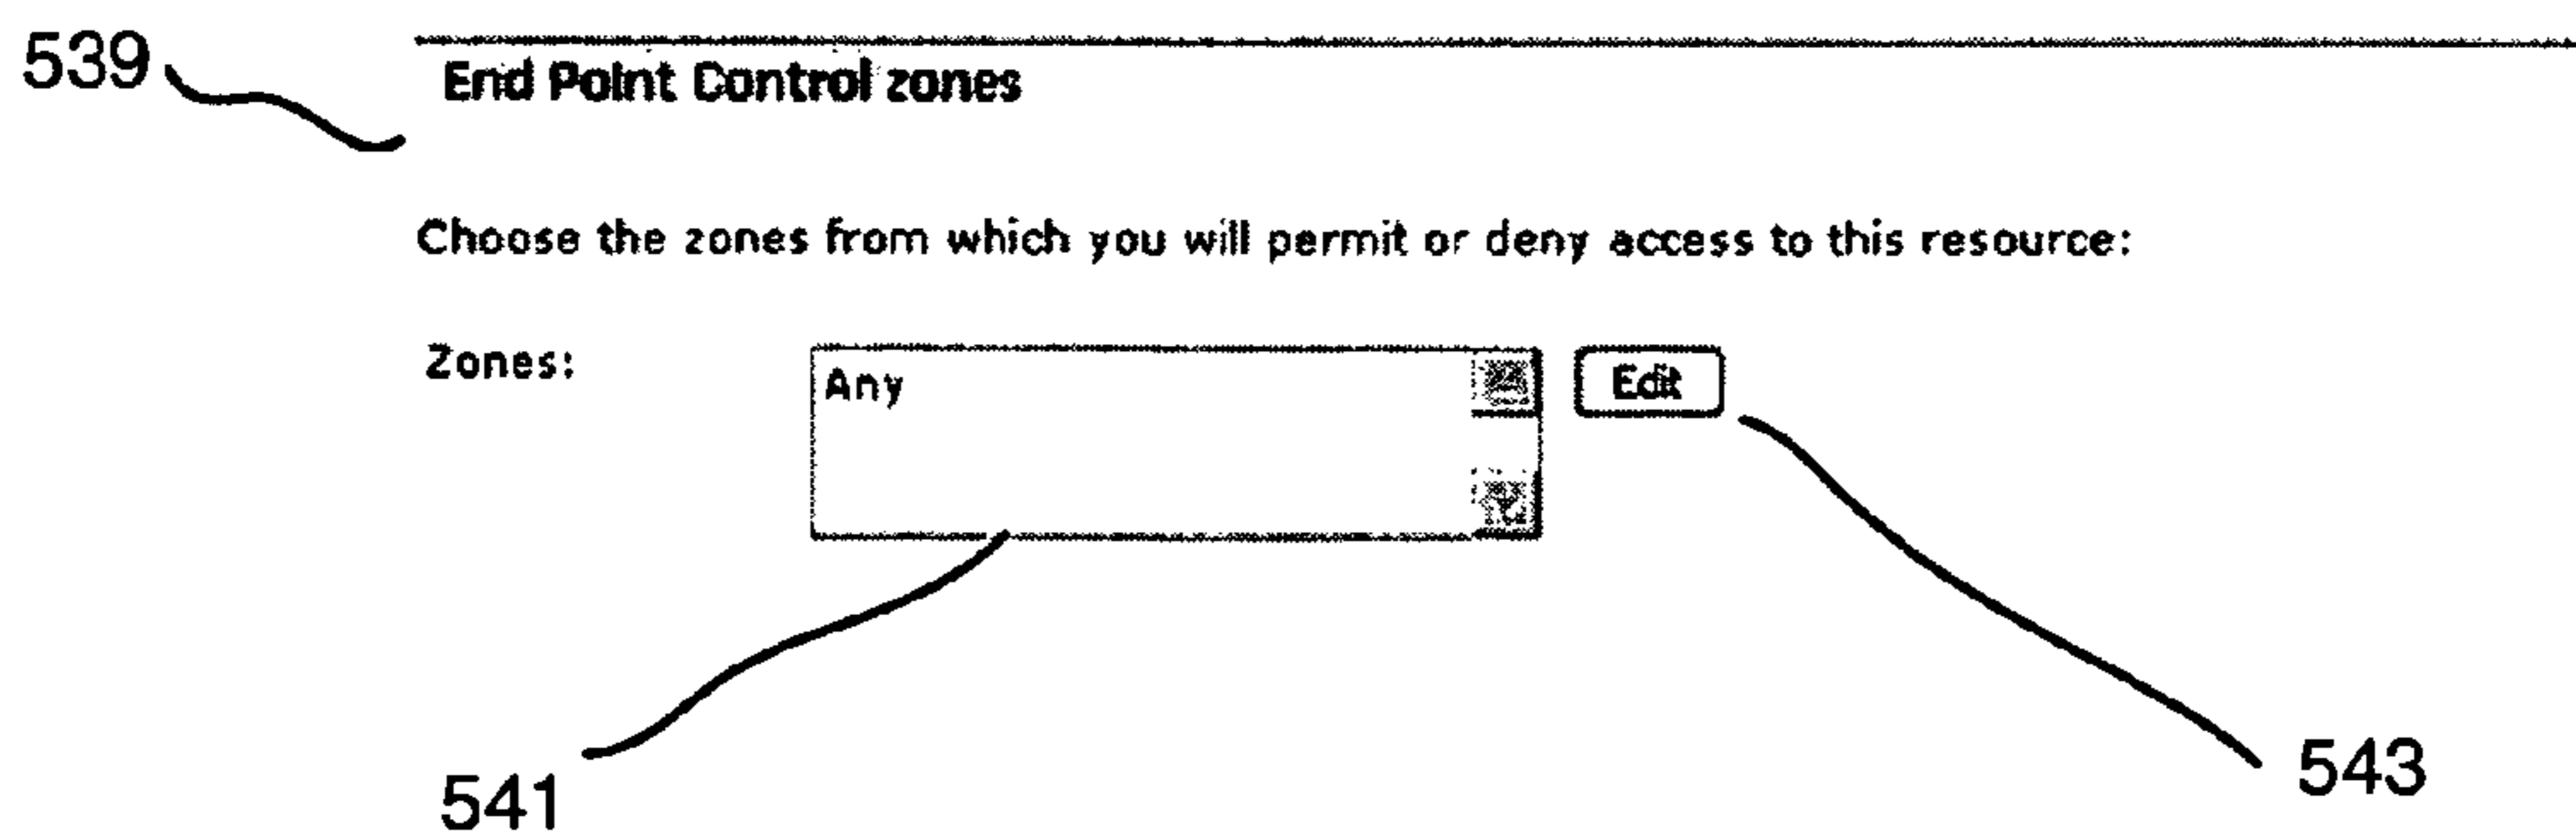 539
End Point Control zones
Choose the zones from which you will permit or deny access to this resource:
Zones:
Any
Edit
541
543